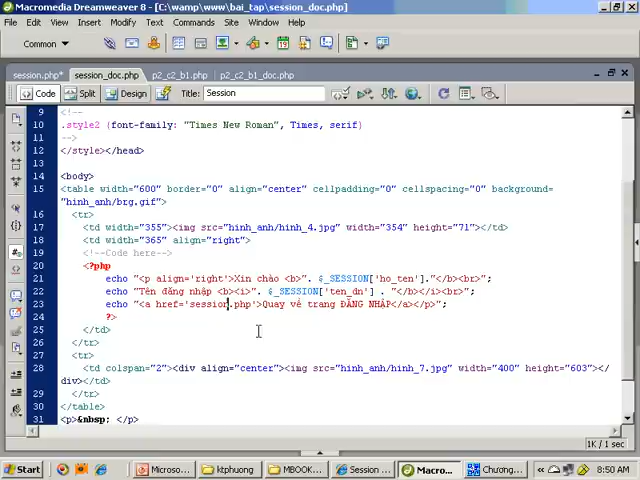 Macromedia Dreamweaver 8 - [C:\wamp\www\bai_tap\session_doc.php]
File Edit View Insert Modify Text Commands Site Window Help
Common
session.php* session_doc.php p2_c2_b1.php p2_c2_b1_doc.php
Code Split Design Title: Session
9 <!--
10 .style2 {font-family: "Times New Roman", Times, serif}
11 -->
12 </style></head>
13
14 <body>
15 <table width="600" border="0" align="center" cellpadding="0" cellspacing="0" background=
"hinh_anh/brg.gif">
16 <tr>
17 <td width="355"><img src="hinh_anh/hinh_4.jpg" width="354" height="71"></td>
18 <td width="365" align="right">
19 <!--Code here-->
20 <?php
21 echo "<p align='right'>Xin chào <b>". $_SESSION['ho_ten']."</b><br>";
22 echo "Tên đăng nhập <b><i>". $_SESSION['ten_dn'] . "</b></i><br>";
23 echo "<a href='session.php'>Quay về trang ĐĂNG NHẬP</a></p>";
24 ?>
25 </td>
26 </tr>
27 <tr>
28 <td colspan="2"><div align="center"><img src="hinh_anh/hinh_7.jpg" width="400" height="603"></
div></td>
29 </tr>
30 </table>
31 <p>&nbsp; </p>
1K / 1 sec
Start Microso... ktphuong MBOOK... Session ... Macro... Chương... 8:50 AM